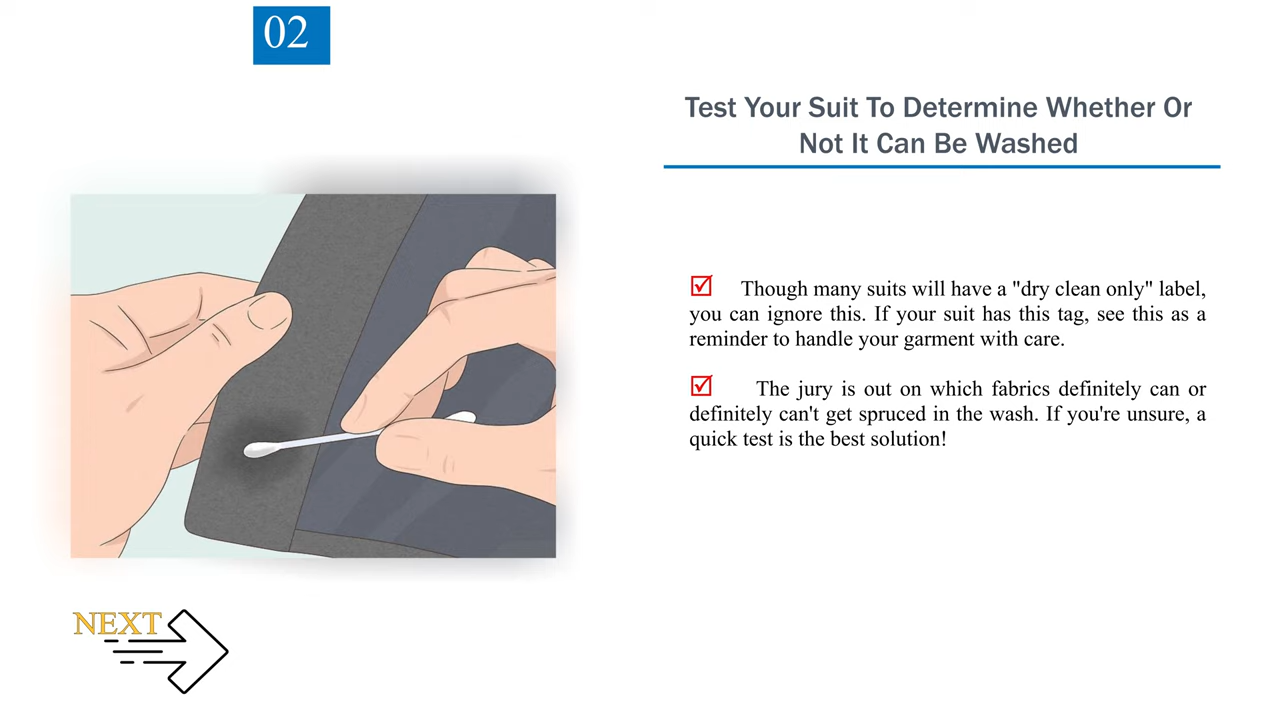 02
Test Your Suit To Determine Whether Or
Not It Can Be Washed
Though many suits will have a "dry clean only" label,
you can ignore this. If your suit has this tag, see this as a
reminder to handle your garment with care.
The jury is out on which fabrics definitely can or
definitely can't get spruced in the wash. If you're unsure, a
quick test is the best solution!
NEXT